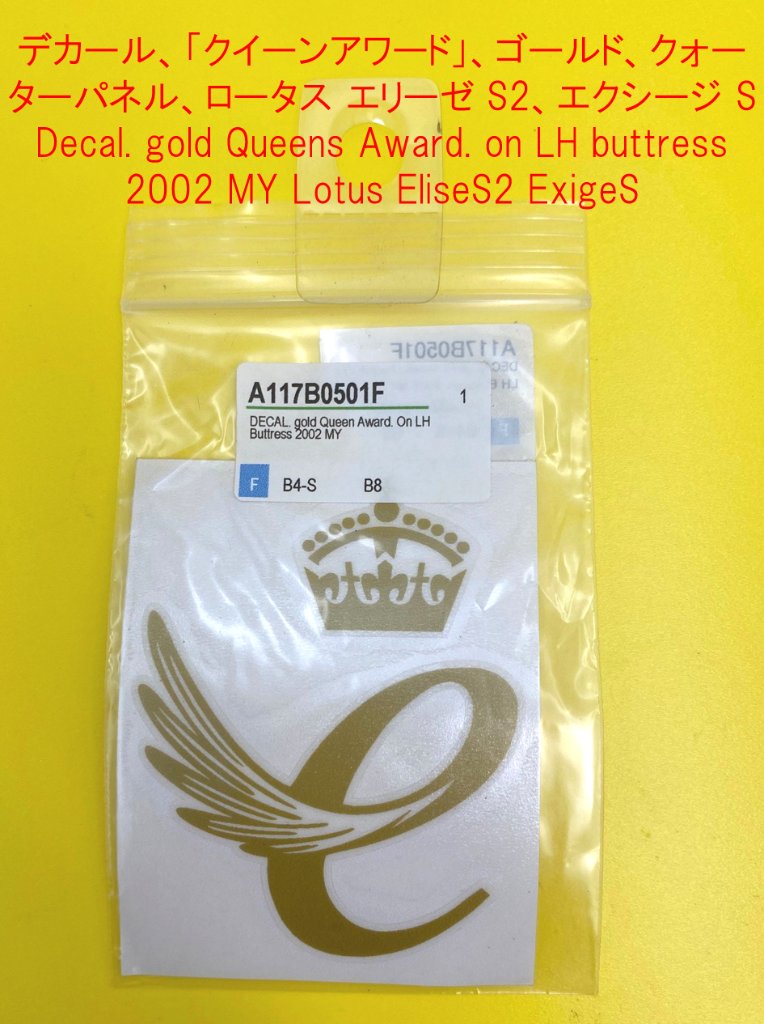 デカール、「クイーンアワード」、ゴールド、クォー
ターパネル、ロータス エリーゼ S2、エクシージ S
Decal. gold Queens Award. on LH buttress
2002 MY Lotus EliseS2 ExigeS
A117B0501F
A117B0501F 1
DECAL. gold Queen Award. On LH
Buttress 2002 MY
F B4-S B8
F